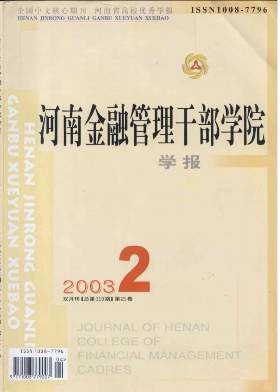 全国中文核心期刊 河南省高校优秀学报
ISSN1008-7796
HENAN JINRONG GUANLI GANBU XUEYUAN XUEBAO
河南金融管理干部学院
学报
HENAN JINRONG GUANLI
GANBU XUEYUAN XUEBAO
2003 2
JOURNAL OF HENAN
COLLEGE OF
FINANCIAL MANAGEMENT
CADRES
ISSN 1008-7796